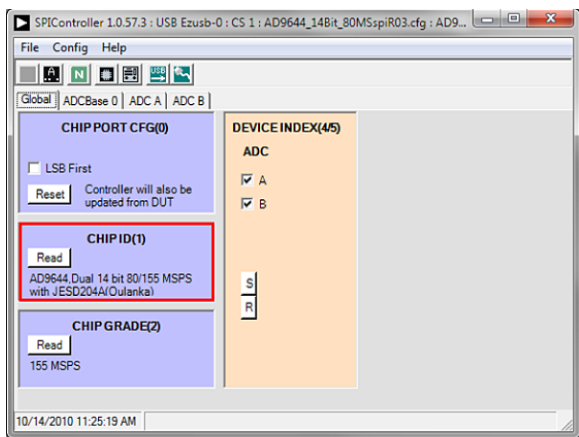 SPIController 1.0.57.3 : USB Ezusb-0 : CS 1 : AD9644_14Bit_80MSspiR03.cfg : AD9...
File Config Help
A N
Global ADCBase 0 ADC A ADC B
CHIP PORT CFG(0)
LSB First
Reset Controller will also be
updated from DUT
CHIP ID(1)
Read
AD9644,Dual 14 bit 80/155 MSPS
with JESD204A(Oulanka)
CHIP GRADE(2)
Read
155 MSPS
DEVICE INDEX(4/5)
ADC
A
B
S
R
10/14/2010 11:25:19 AM